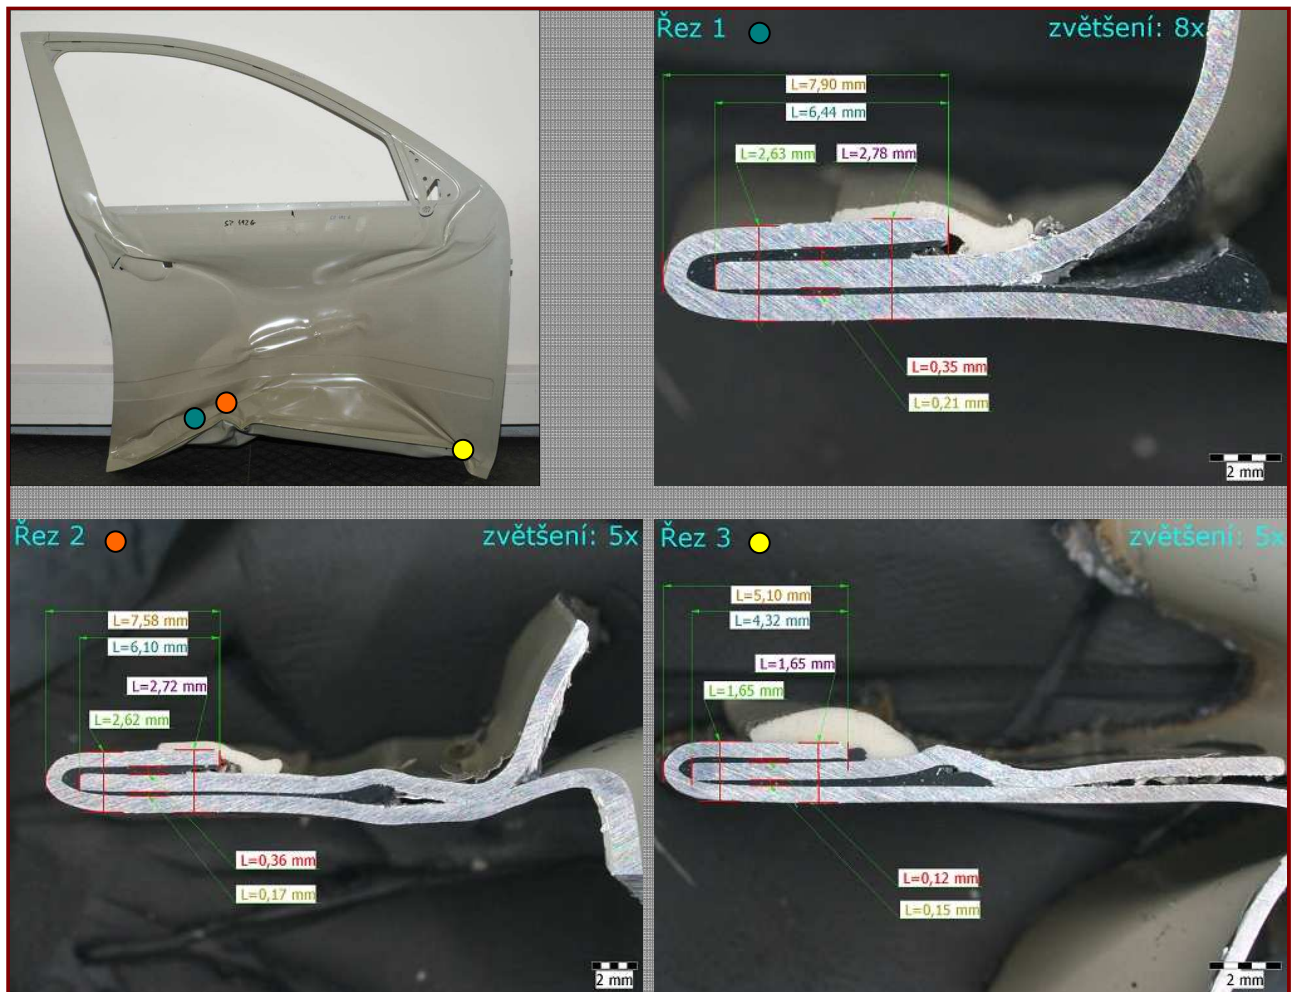 Řez 1
zvětšení: 8x
L=7,90 mm
L=6,44 mm
L=2,63 mm
L=2,78 mm
L=0,35 mm
L=0,21 mm
2 mm
Řez 2
zvětšení: 5x
L=7,58 mm
L=6,10 mm
L=2,72 mm
L=2,62 mm
L=0,36 mm
L=0,17 mm
2 mm
Řez 3
zvětšení: 5x
L=5,10 mm
L=4,32 mm
L=1,65 mm
L=1,65 mm
L=0,12 mm
L=0,15 mm
2 mm